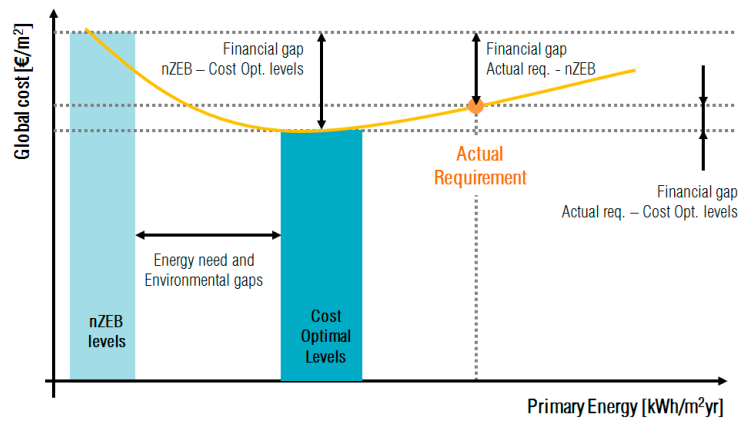 Global cost [€/m²]
Financial gap
nZEB – Cost Opt. levels
Financial gap
Actual req. - nZEB
Actual
Requirement
Financial gap
Actual req. – Cost Opt. levels
Energy need and
Environmental gaps
nZEB
levels
Cost
Optimal
Levels
Primary Energy [kWh/m²yr]